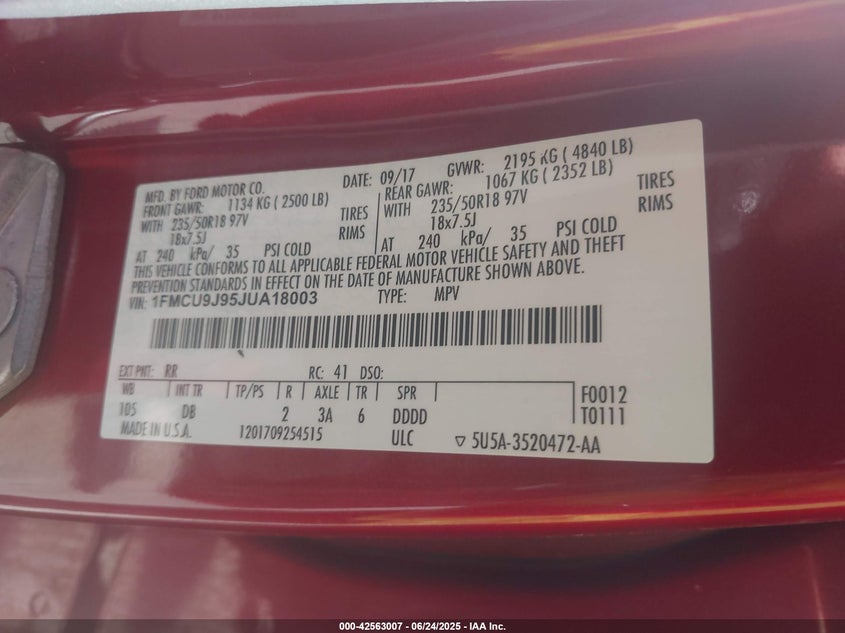 MFD. BY FORD MOTOR CO. DATE: 09/17 GVWR: 2195 KG ( 4840 LB)
FRONT GAWR: 1134 KG ( 2500 LB) REAR GAWR: 1067 KG ( 2352 LB)
WITH 235/50R18 97V TIRES WITH 235/50R18 97V TIRES
18x7.5J RIMS 18x7.5J RIMS
AT 240 kPa/ 35 PSI COLD AT 240 kPa/ 35 PSI COLD
THIS VEHICLE CONFORMS TO ALL APPLICABLE FEDERAL MOTOR VEHICLE SAFETY AND THEFT
PREVENTION STANDARDS IN EFFECT ON THE DATE OF MANUFACTURE SHOWN ABOVE.
VIN: 1FMCU9J95JUA18003 TYPE: MPV
EXT PNT: RR RC: 41 DSO:
WB INT TR TP/PS R AXLE TR SPR F0012
105 DB 2 3A 6 DDDD T0111
MADE IN U.S.A. 1201709254515 ULC ▽ 5U5A-3520472-AA
000-42563007 - 06/24/2025 - IAA Inc.